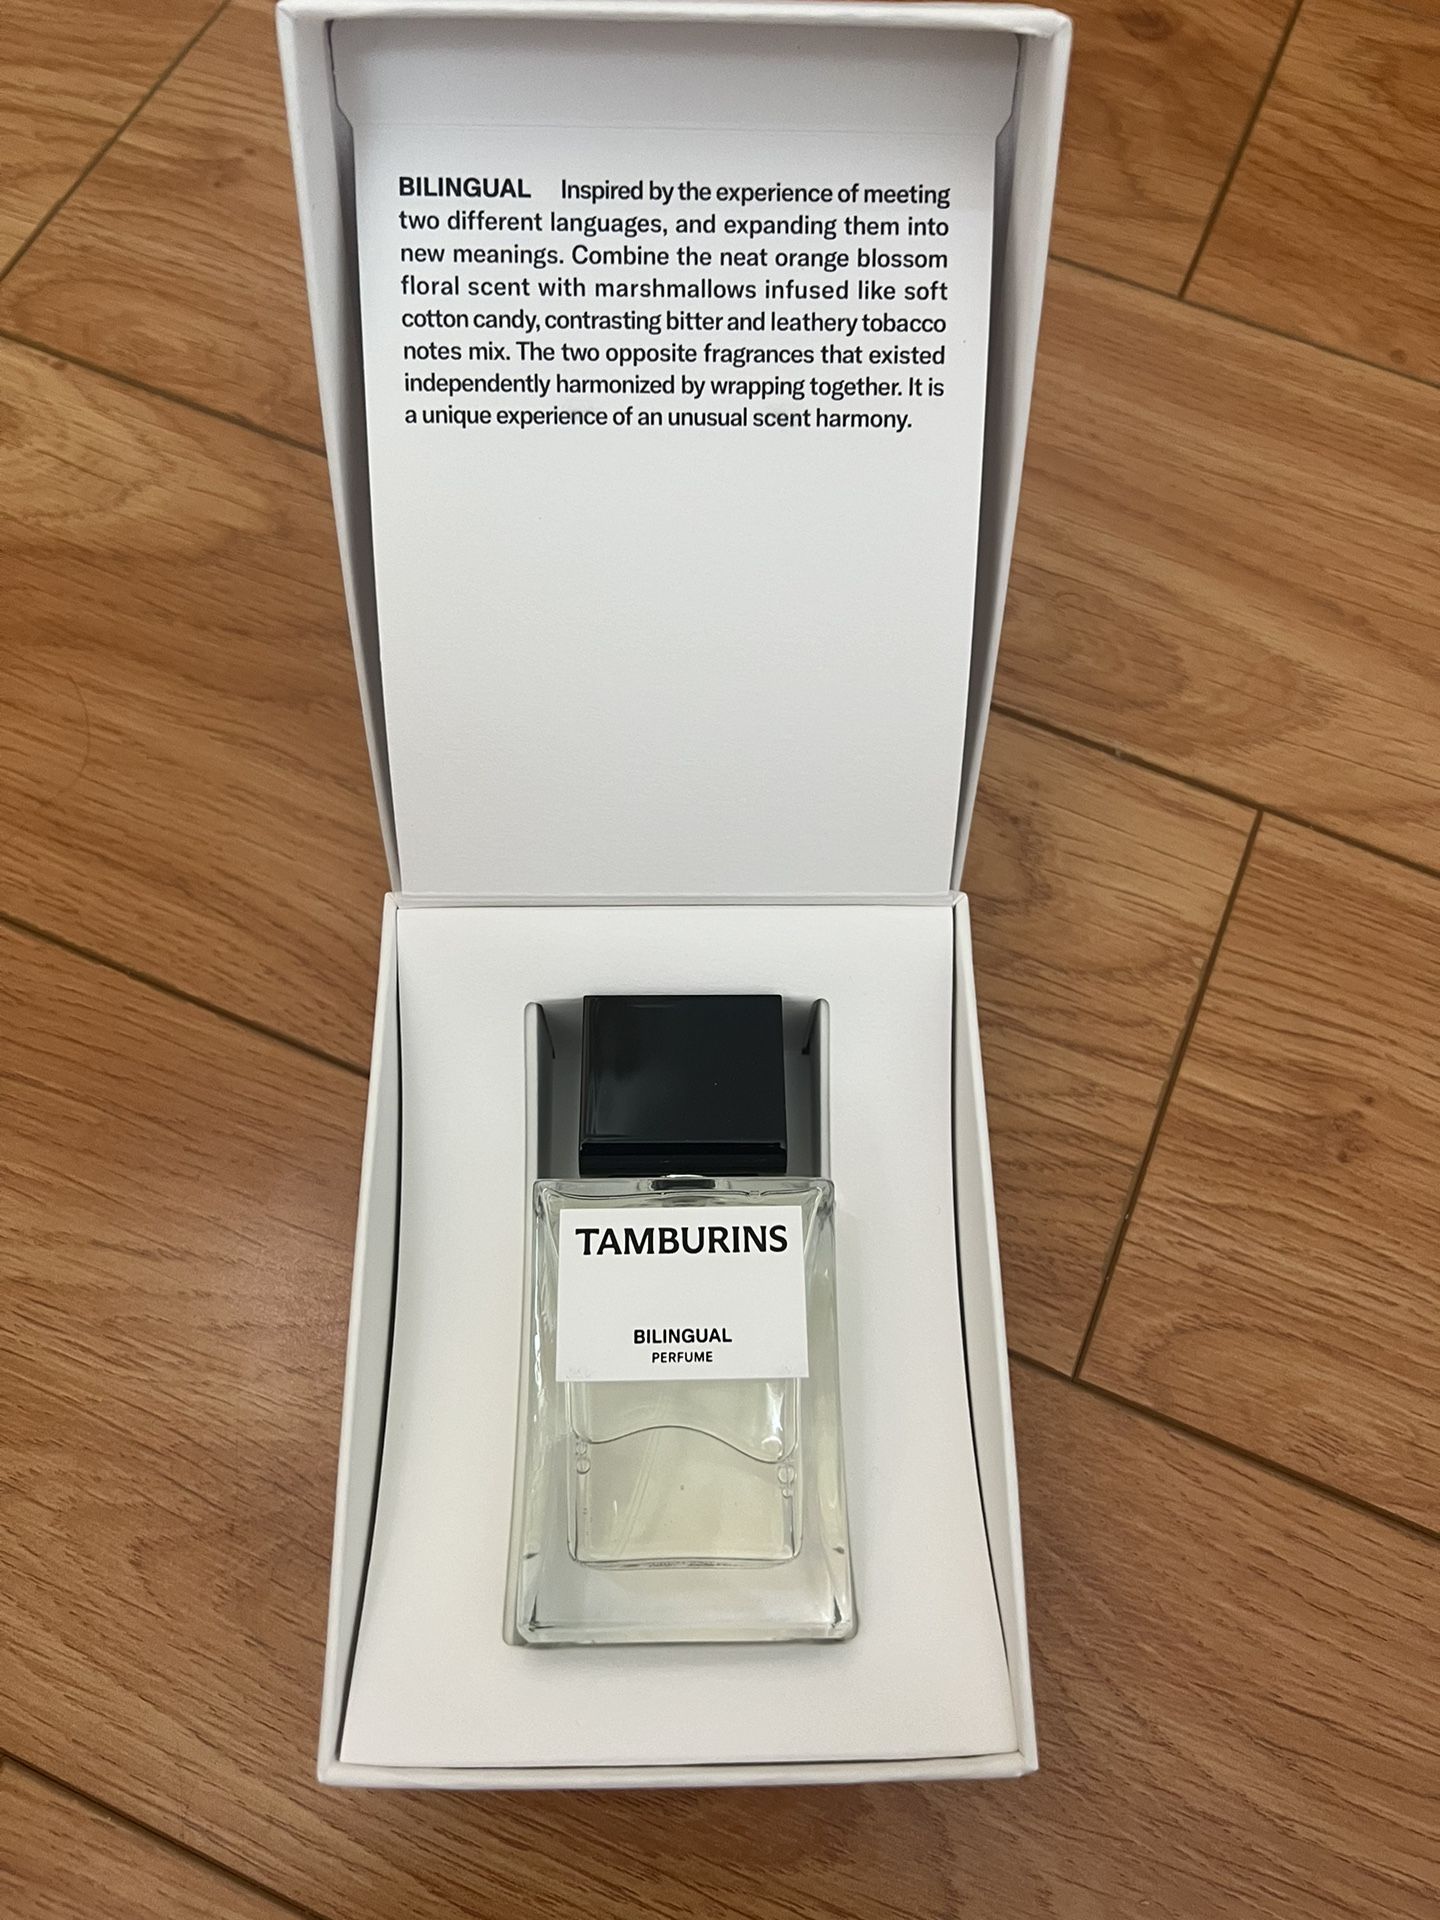 BILINGUAL Inspired by the experience of meeting
two different languages, and expanding them into
new meanings. Combine the neat orange blossom
floral scent with marshmallows infused like soft
cotton candy, contrasting bitter and leathery tobacco
notes mix. The two opposite fragrances that existed
independently harmonized by wrapping together. It is
a unique experience of an unusual scent harmony.
TAMBURINS
BILINGUAL
PERFUME